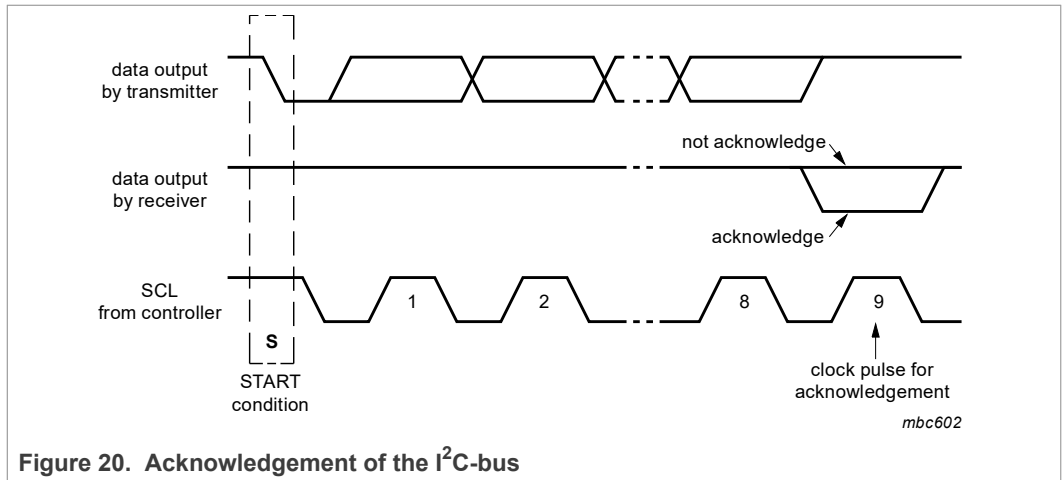 data output
by transmitter
not acknowledge
data output
by receiver
acknowledge
SCL
from controller
1
2
8
9
S
START
condition
clock pulse for
acknowledgement
mbc602
Figure 20. Acknowledgement of the I²C-bus